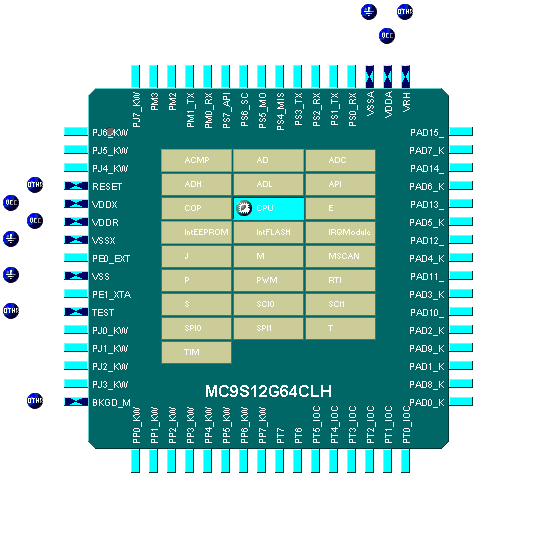 OTHS
VCC
PJ7_KW PM3 PM2 PM1_TX PM0_RX PS7_API PS6_SC PS5_MO PS4_MIS PS3_TX PS2_RX PS1_TX PS0_RX VSSA VDDA VRH
PJ6_KW PAD15_
PJ5_KW PAD7_K
PJ4_KW PAD14_
OTHS RESET PAD6_K
VCC VDDX PAD13_
VCC VDDR PAD5_K
VSSX PAD12_
PE0_EXT PAD4_K
VSS PAD11_
PE1_XTA PAD3_K
OTHS TEST PAD10_
PJ0_KW PAD2_K
PJ1_KW PAD9_K
PJ2_KW PAD1_K
PJ3_KW PAD8_K
OTHS BKGD_M PAD0_K
ACMP AD ADC
ADH ADL API
COP CPU E
IntEEPROM IntFLASH IRQModule
J M MSCAN
P PWM RTI
S SCI0 SCI1
SPI0 SPI1 T
TIM
MC9S12G64CLH
PP0_KW PP1_KW PP2_KW PP3_KW PP4_KW PP5_KW PP6_KW PP7_KW PT7 PT6 PT5_IOC PT4_IOC PT3_IOC PT2_IOC PT1_IOC PT0_IOC